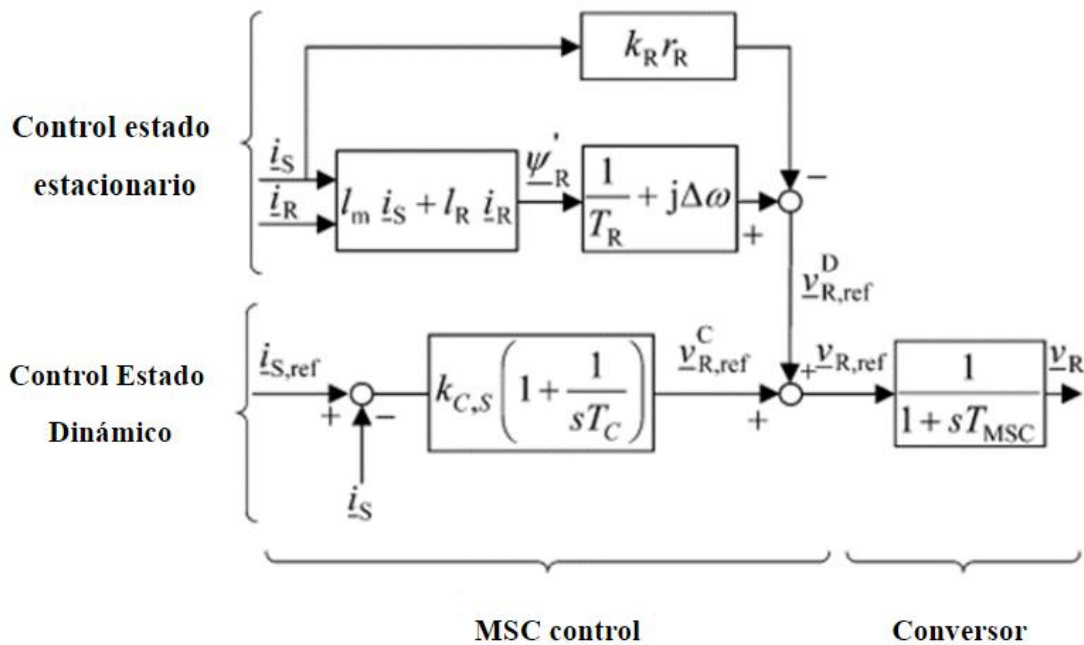 k_R r_R
Control estado
estacionario
i_S
i_R
l_m i_S + l_R i_R
ψ'_R
1/T_R + jΔω
−
+
v^D_R,ref
Control Estado
Dinámico
i_S,ref
+
−
i_S
k_C,S (1 + 1/sT_C)
v^C_R,ref
+
+
v_R,ref
1/(1 + sT_MSC)
v_R
MSC control
Conversor